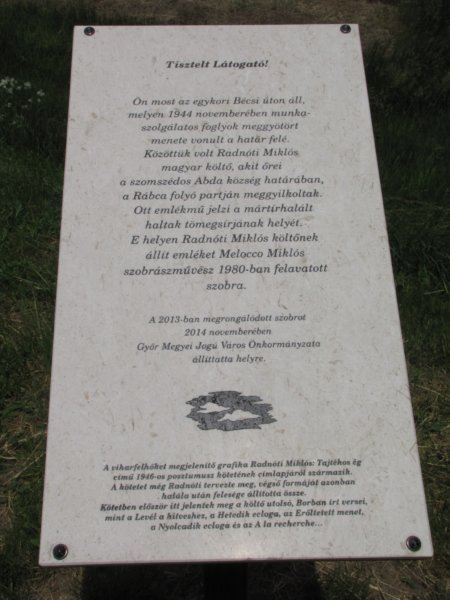 Tisztelt Látogató!
Ön most az egykori Bécsi úton áll,
melyen 1944 novemberében munka-
szolgálatos foglyok meggyötört
menete vonult a határ felé.
Közöttük volt Radnóti Miklós
magyar költő, akit őrei
a szomszédos Abda község határában,
a Rábca folyó partján meggyilkoltak.
Ott emlékmű jelzi a mártírhalált
haltak tömegsírjának helyét.
E helyen Radnóti Miklós költőnek
állít emléket Melocco Miklós
szobrászművész 1980-ban felavatott
szobra.
A 2013-ban megrongálódott szobrot
2014 novemberében
Győr Megyei Jogú Város Önkormányzata
állíttatta helyre.
A viharfelhőket megjelenítő grafika Radnóti Miklós: Tajtékos ég
című 1946-os posztumusz kötetének címlapjáról származik.
A kötetet még Radnóti tervezte meg, végső formáját azonban
halála után felesége állította össze.
Kötetben először itt jelentek meg a költő utolsó, Borban írt versei,
mint a Levél a hitveshez, a Hetedik ecloga, az Erőltetett menet,
a Nyolcadik ecloga és az A la recherche...